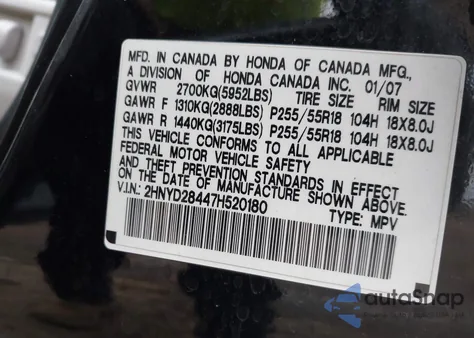 MFD. IN CANADA BY HONDA OF CANADA MFG.,
A DIVISION OF HONDA CANADA INC. 01/07
GVWR 2700KG(5952LBS) TIRE SIZE RIM SIZE
GAWR F 1310KG(2888LBS) P255/55R18 104H 18X8.0J
GAWR R 1440KG(3175LBS) P255/55R18 104H 18X8.0J
THIS VEHICLE CONFORMS TO ALL APPLICABLE
FEDERAL MOTOR VEHICLE SAFETY
AND THEFT PREVENTION STANDARDS IN EFFECT
ON THE DATE OF MANUFACTURE SHOWN ABOVE.
V.I.N.: 2HNYD28447H520180 TYPE: MPV
autoSnap